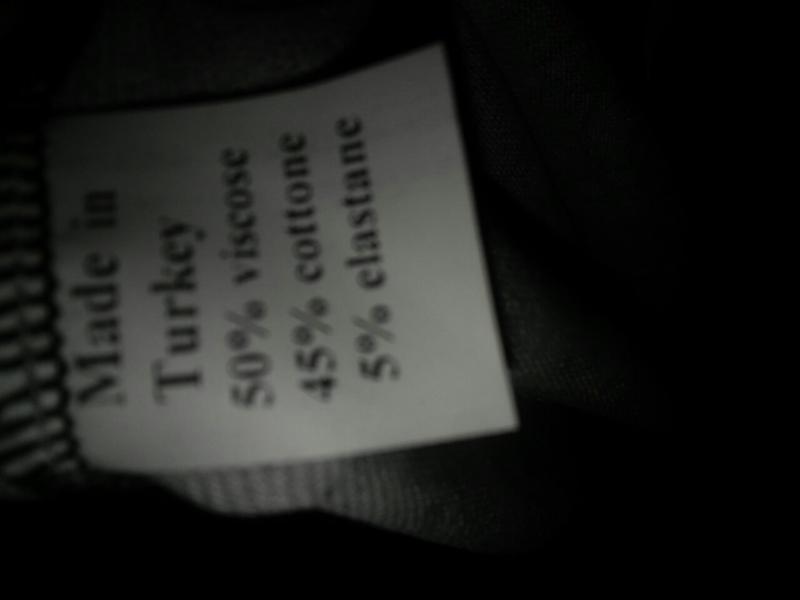 Made in
Turkey
50% viscose
45% cottone
5% elastane